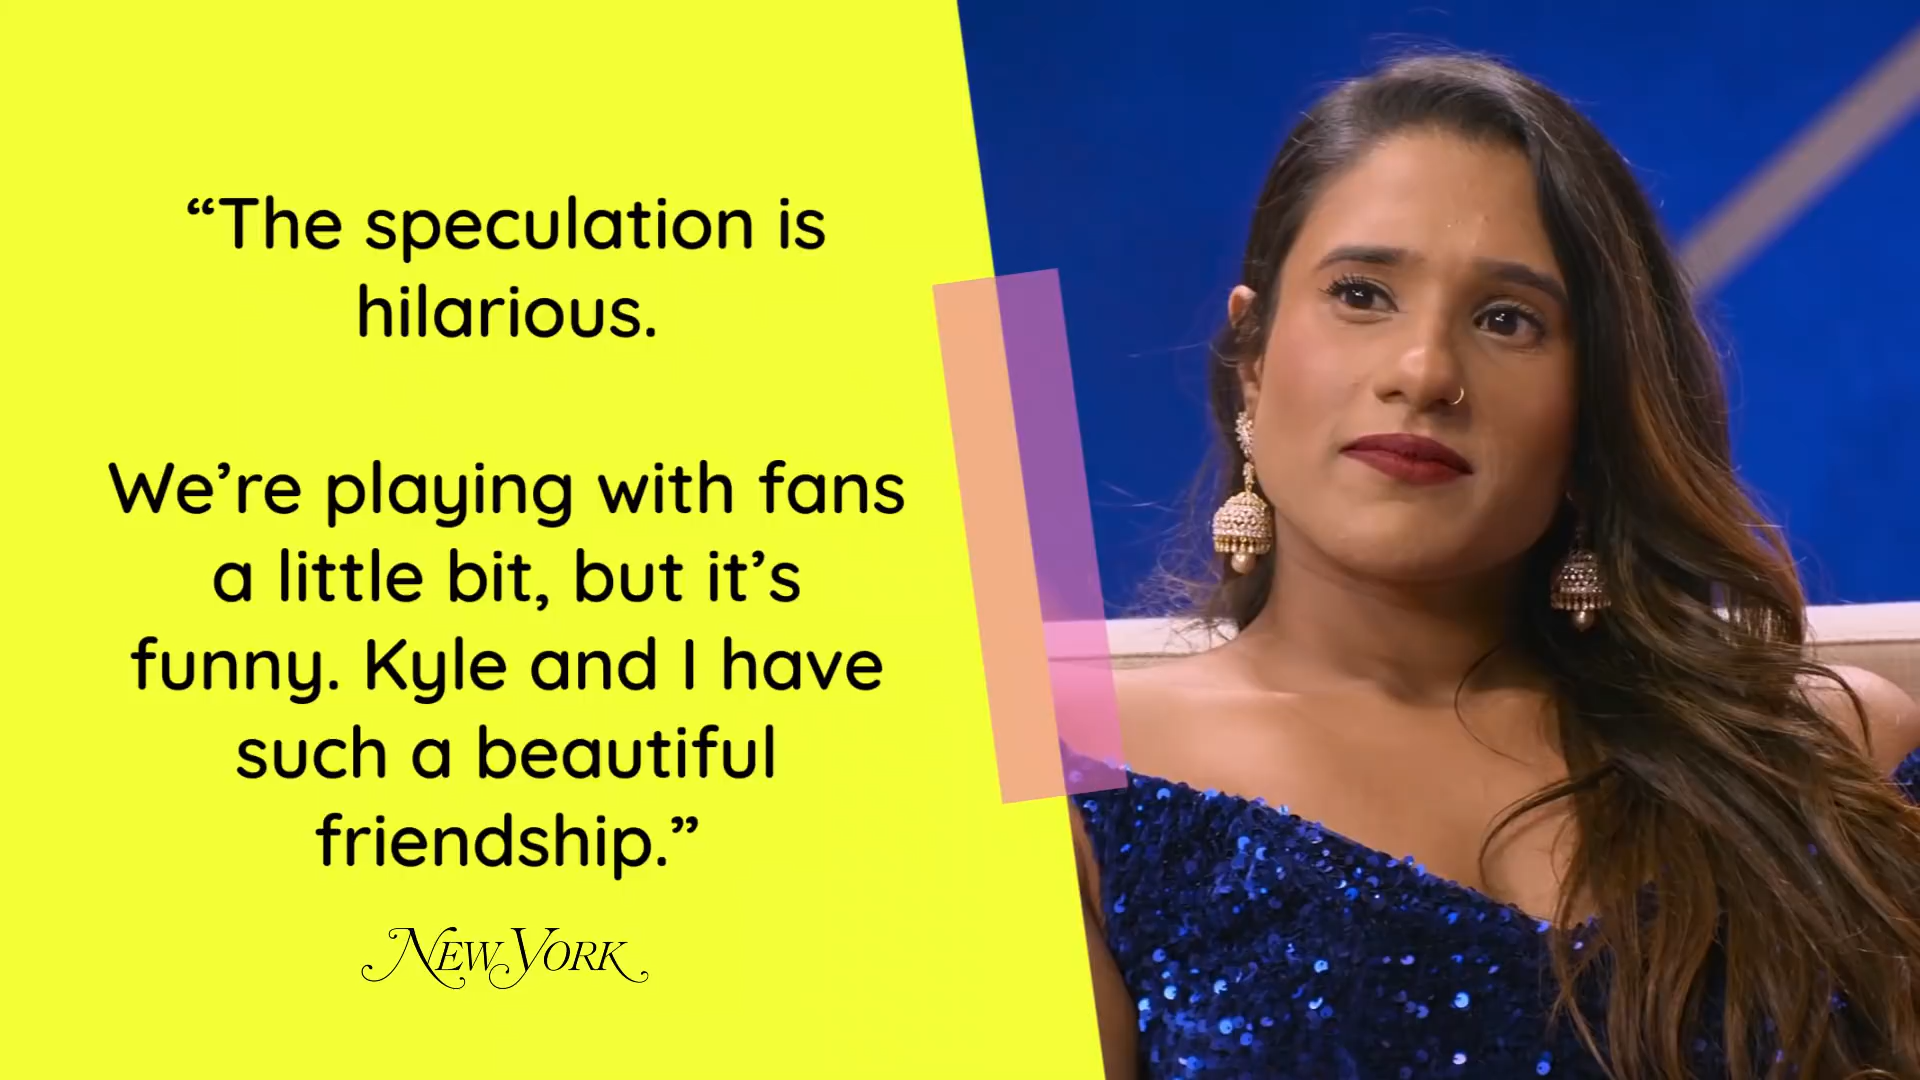 “The speculation is
hilarious.
We’re playing with fans
a little bit, but it’s
funny. Kyle and I have
such a beautiful
friendship.”
NEW YORK